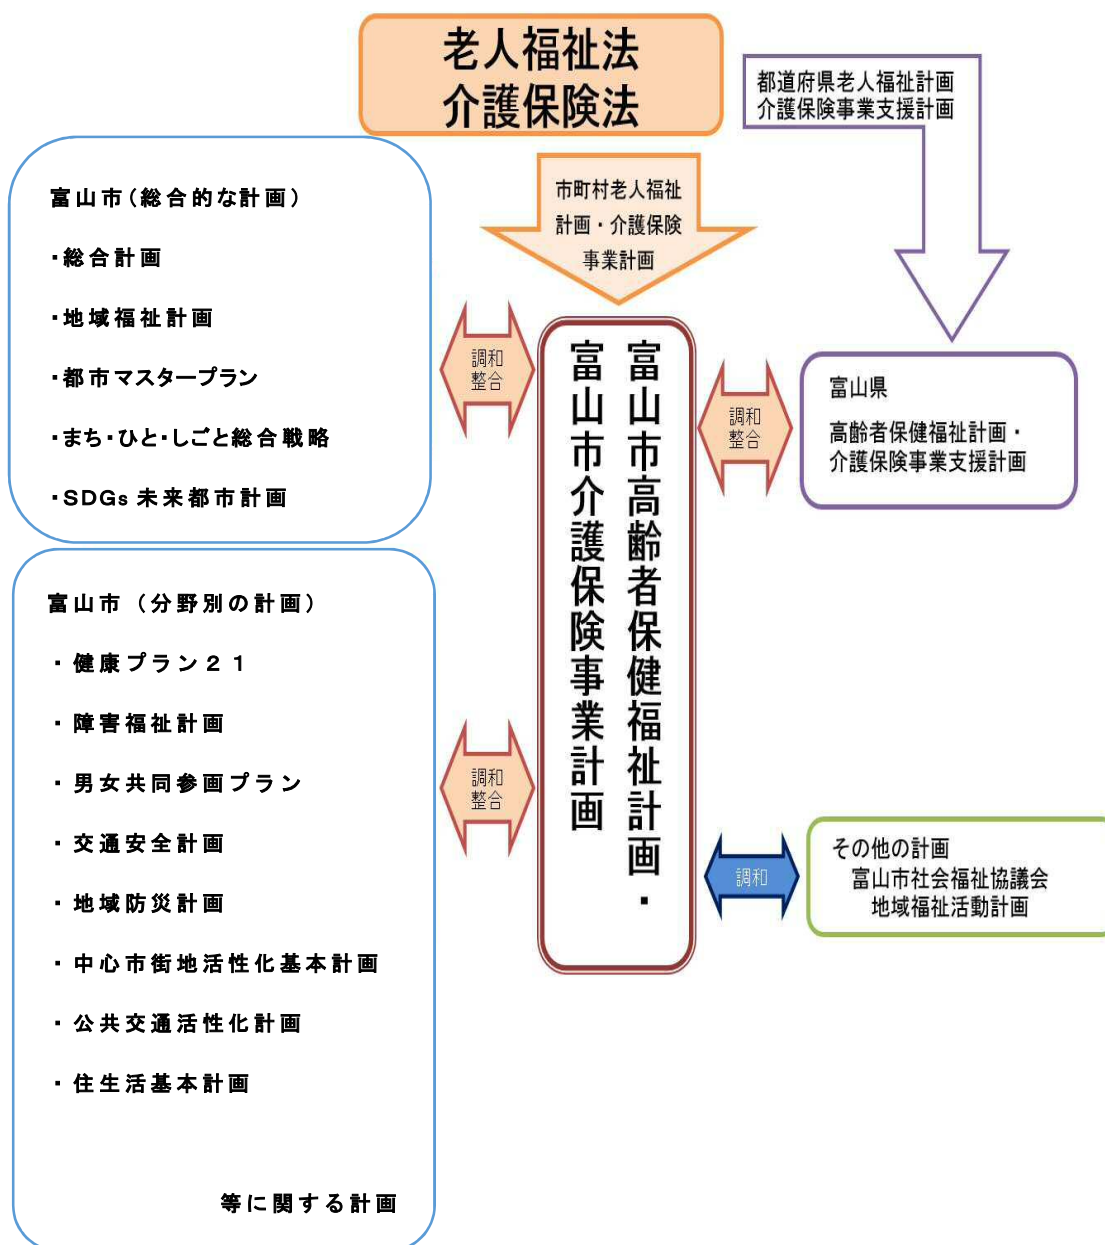 老人福祉法
介護保険法
都道府県老人福祉計画
介護保険事業支援計画
市町村老人福祉
計画・介護保険
事業計画
富山市（総合的な計画）
・総合計画
・地域福祉計画
・都市マスタープラン
・まち・ひと・しごと総合戦略
・SDGs 未来都市計画
調和
整合
富山市高齢者保健福祉計画・
富山市介護保険事業計画
調和
整合
富山県
高齢者保健福祉計画・
介護保険事業支援計画
富山市（分野別の計画）
・健康プラン２１
・障害福祉計画
・男女共同参画プラン
・交通安全計画
・地域防災計画
・中心市街地活性化基本計画
・公共交通活性化計画
・住生活基本計画
等に関する計画
調和
整合
調和
その他の計画
富山市社会福祉協議会
地域福祉活動計画